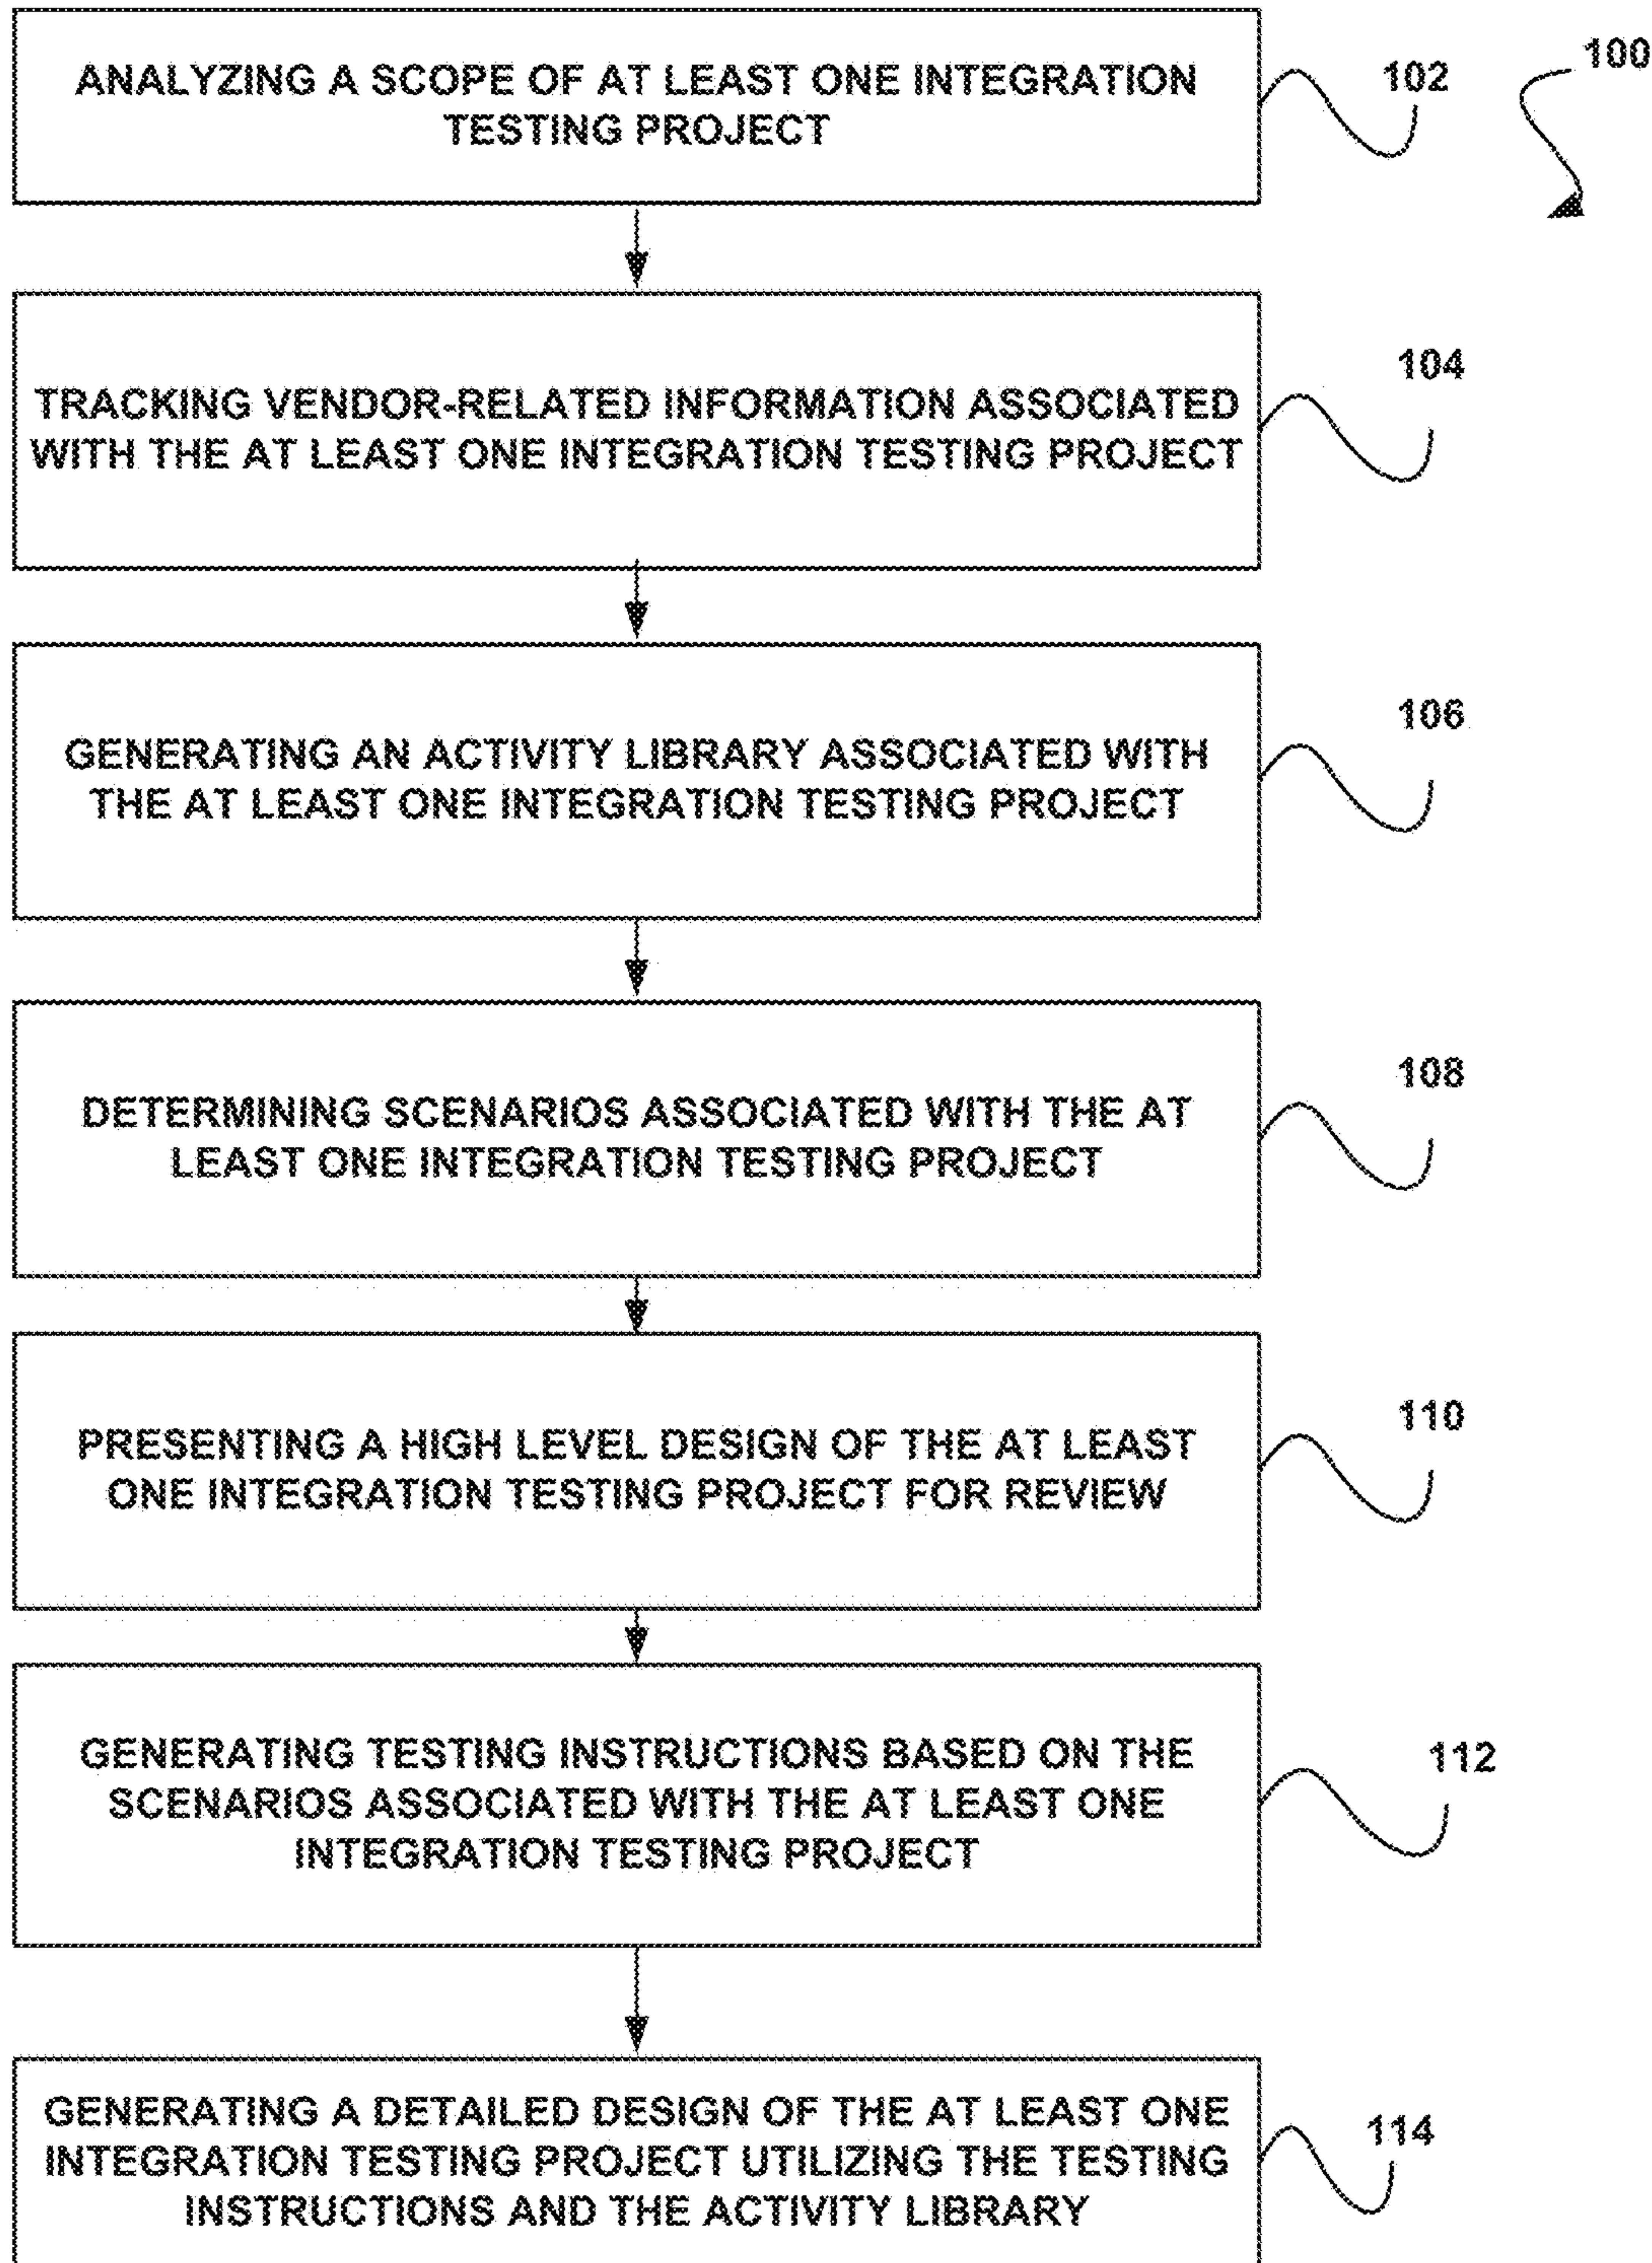 100
ANALYZING A SCOPE OF AT LEAST ONE INTEGRATION
TESTING PROJECT
102
TRACKING VENDOR-RELATED INFORMATION ASSOCIATED
WITH THE AT LEAST ONE INTEGRATION TESTING PROJECT
104
GENERATING AN ACTIVITY LIBRARY ASSOCIATED WITH
THE AT LEAST ONE INTEGRATION TESTING PROJECT
106
DETERMINING SCENARIOS ASSOCIATED WITH THE AT
LEAST ONE INTEGRATION TESTING PROJECT
108
PRESENTING A HIGH LEVEL DESIGN OF THE AT LEAST
ONE INTEGRATION TESTING PROJECT FOR REVIEW
110
GENERATING TESTING INSTRUCTIONS BASED ON THE
SCENARIOS ASSOCIATED WITH THE AT LEAST ONE
INTEGRATION TESTING PROJECT
112
GENERATING A DETAILED DESIGN OF THE AT LEAST ONE
INTEGRATION TESTING PROJECT UTILIZING THE TESTING
INSTRUCTIONS AND THE ACTIVITY LIBRARY
114